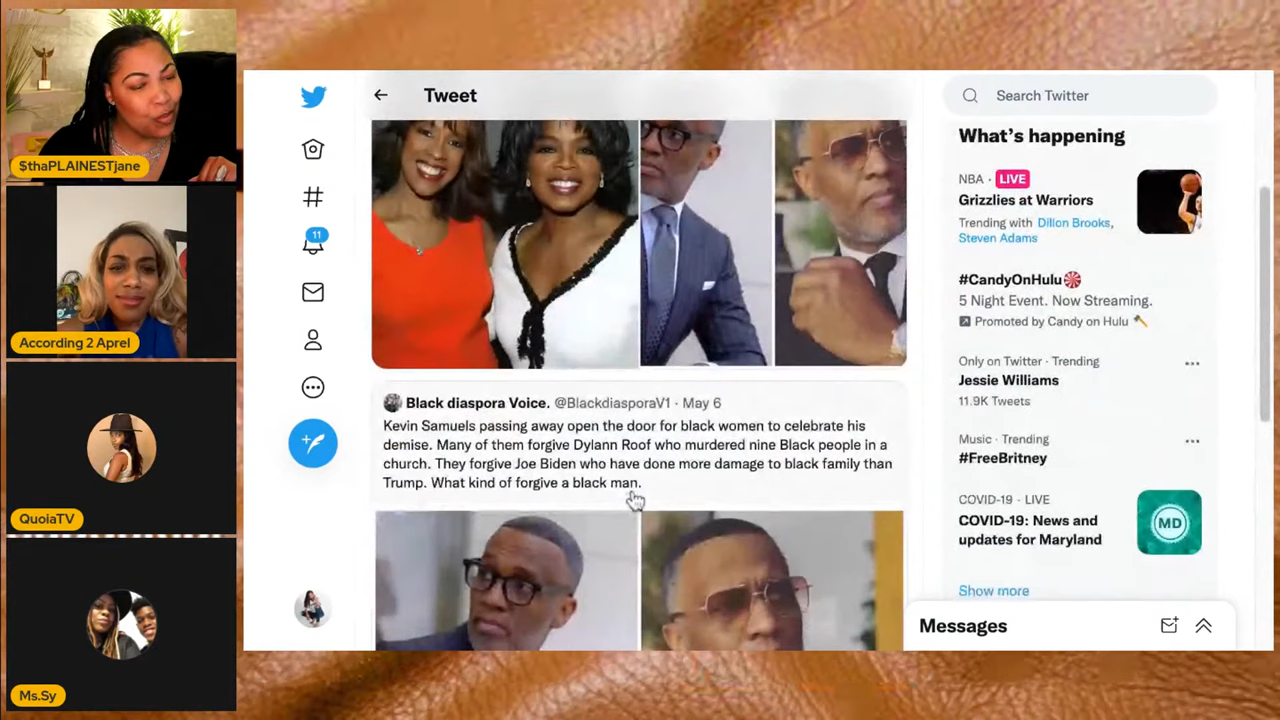 $thaPLAINESTjane
According 2 Aprel
QuoiaTV
Ms.Sy
11
Tweet
Black diaspora Voice. @BlackdiasporaV1 · May 6
Kevin Samuels passing away open the door for black women to celebrate his
demise. Many of them forgive Dylann Roof who murdered nine Black people in a
church. They forgive Joe Biden who have done more damage to black family than
Trump. What kind of forgive a black man.
Search Twitter
What's happening
NBA · LIVE
Grizzlies at Warriors
Trending with Dillon Brooks,
Steven Adams
#CandyOnHulu
5 Night Event. Now Streaming.
Promoted by Candy on Hulu
Only on Twitter · Trending
Jessie Williams
11.9K Tweets
Music · Trending
#FreeBritney
COVID-19 · LIVE
COVID-19: News and
updates for Maryland
MD
Show more
Messages